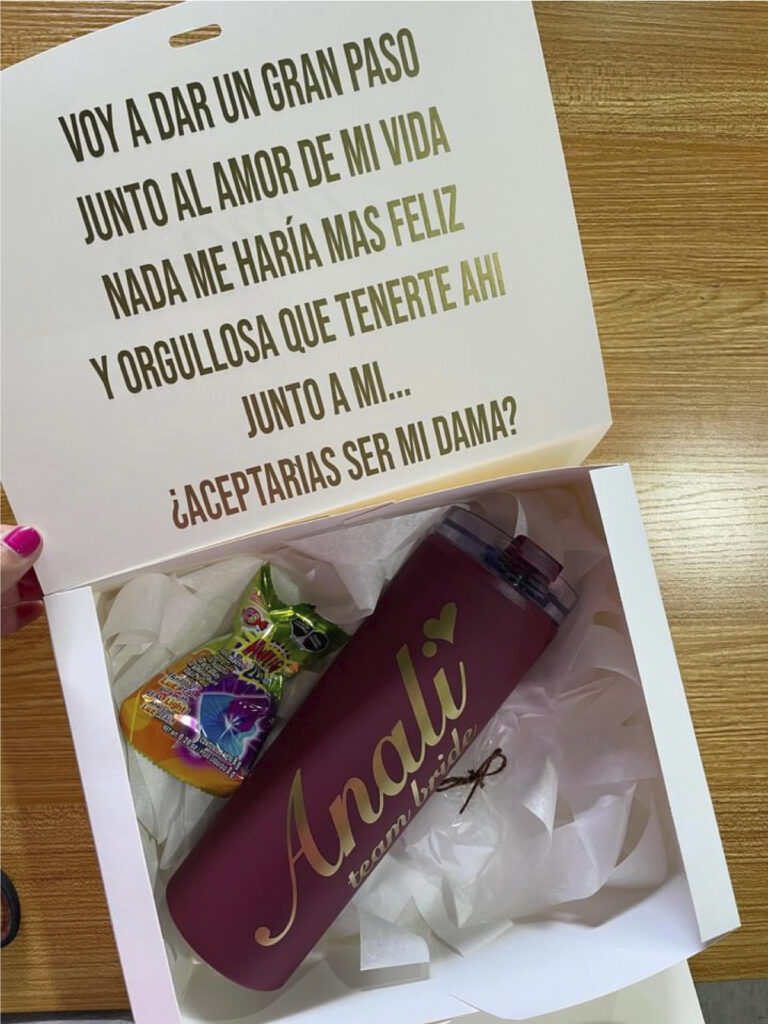 VOY A DAR UN GRAN PASO
JUNTO AL AMOR DE MI VIDA
NADA ME HARÍA MAS FELIZ
Y ORGULLOSA QUE TENERTE AHI
JUNTO A MI...
¿ACEPTARIAS SER MI DAMA?
Anali
team bride